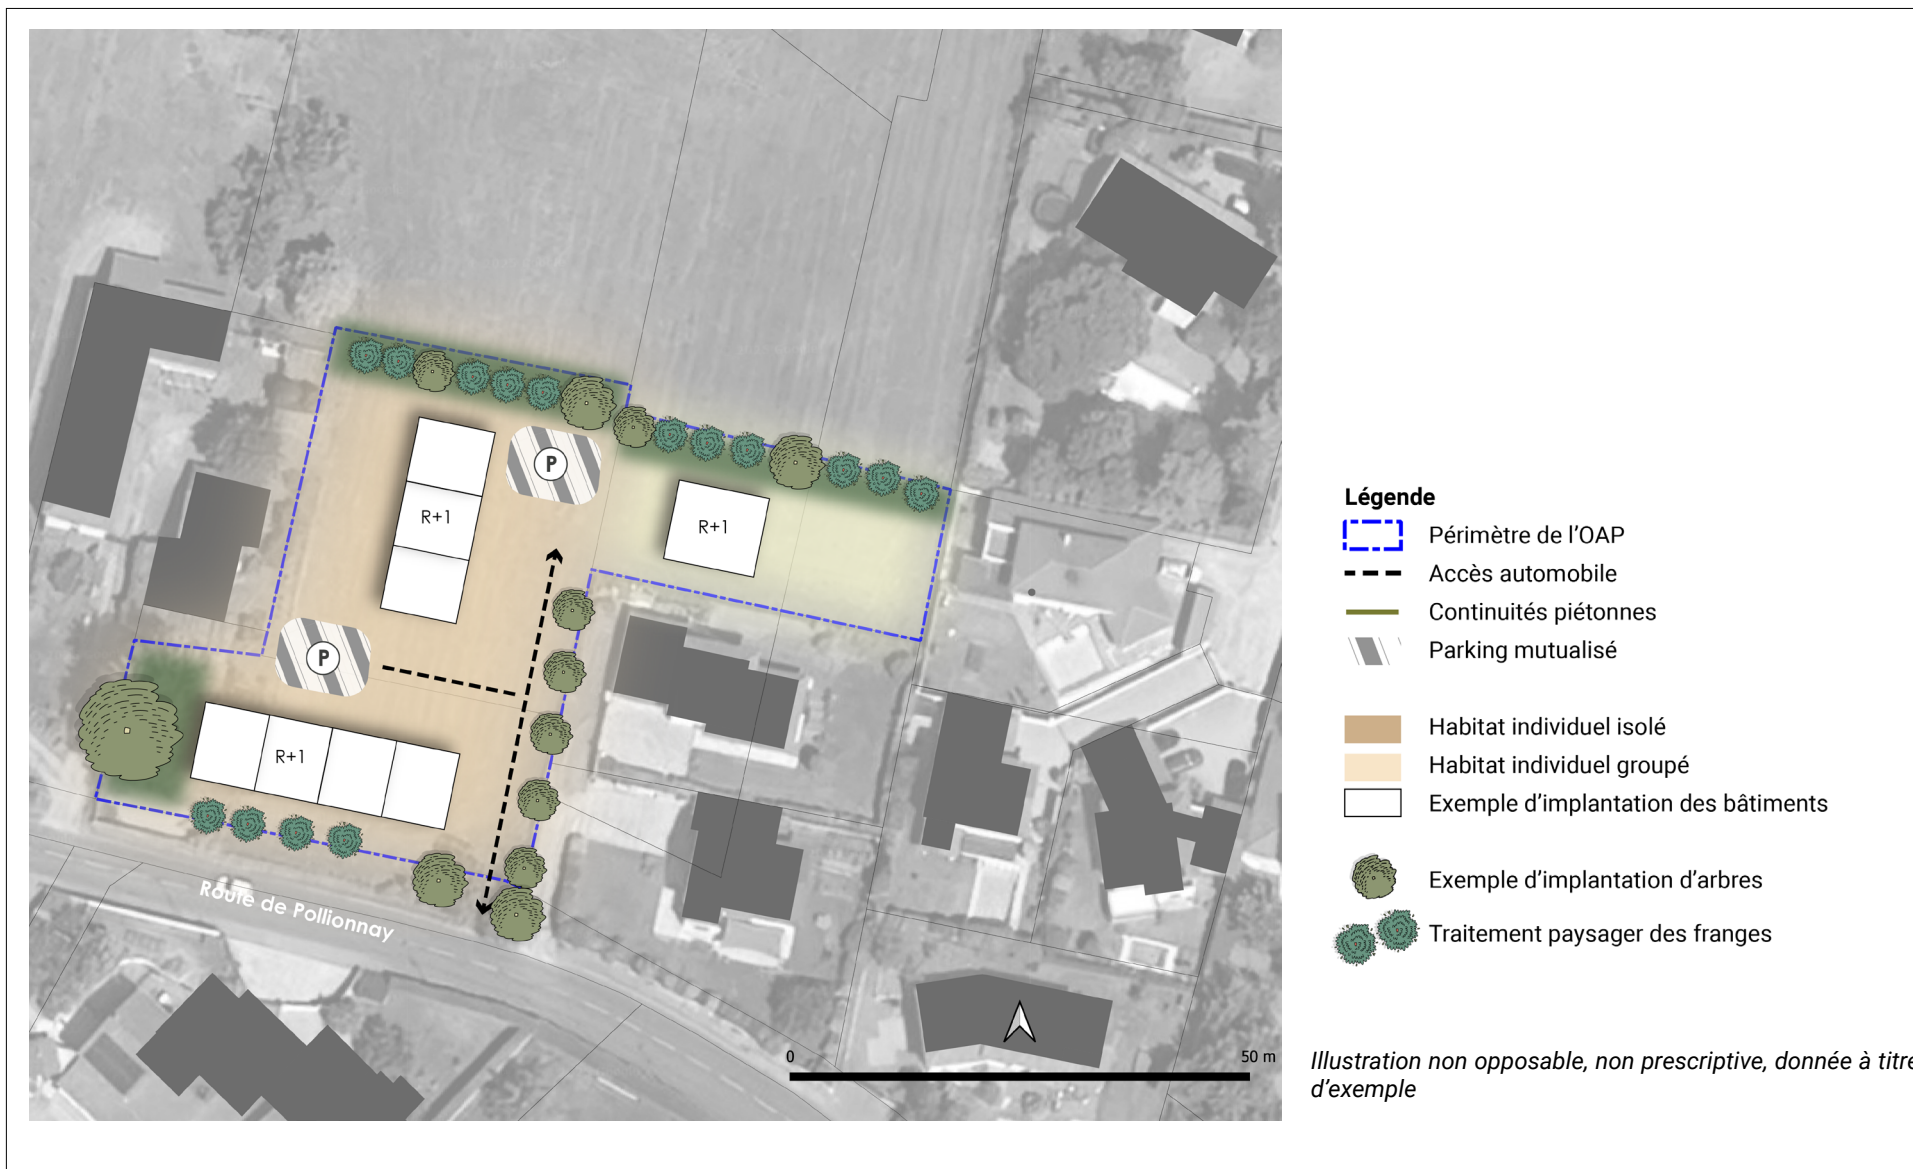 P
R+1
R+1
P
R+1
Route de Pollionnay
0
50 m
Légende
Périmètre de l'OAP
Accès automobile
Continuités piétonnes
P​arking mutualisé
Habitat individuel isolé
Habitat individuel groupé
Exemple d'implantation des bâtiments
Exemple d'implantation d'arbres
Traitement paysager des franges
Illustration non opposable, non prescriptive, donnée à titre
d'exemple